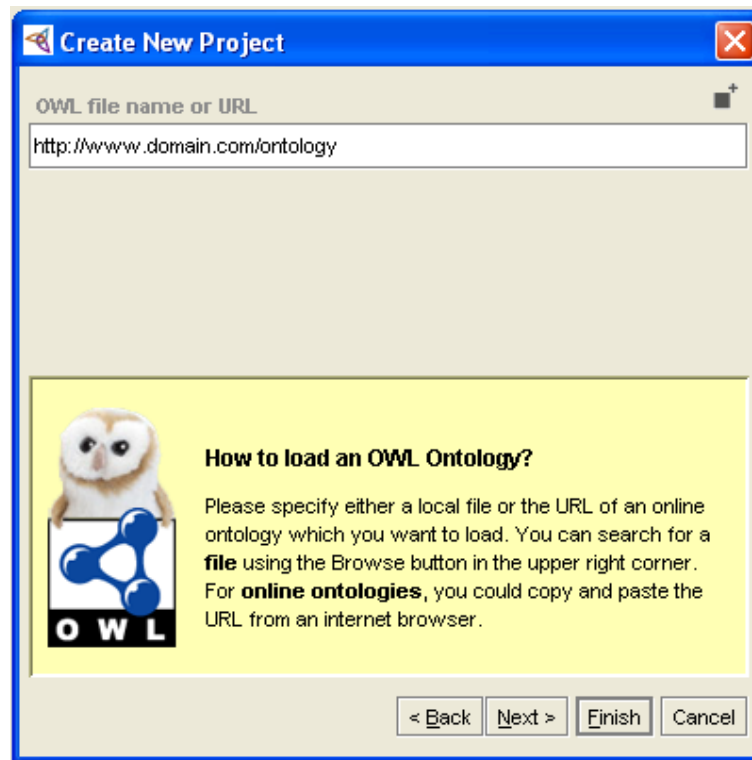 Create New Project
OWL file name or URL
http://www.domain.com/ontology
How to load an OWL Ontology?
Please specify either a local file or the URL of an online
ontology which you want to load. You can search for a
file using the Browse button in the upper right corner.
For online ontologies, you could copy and paste the
URL from an internet browser.
OWL
< Back Next > Finish Cancel